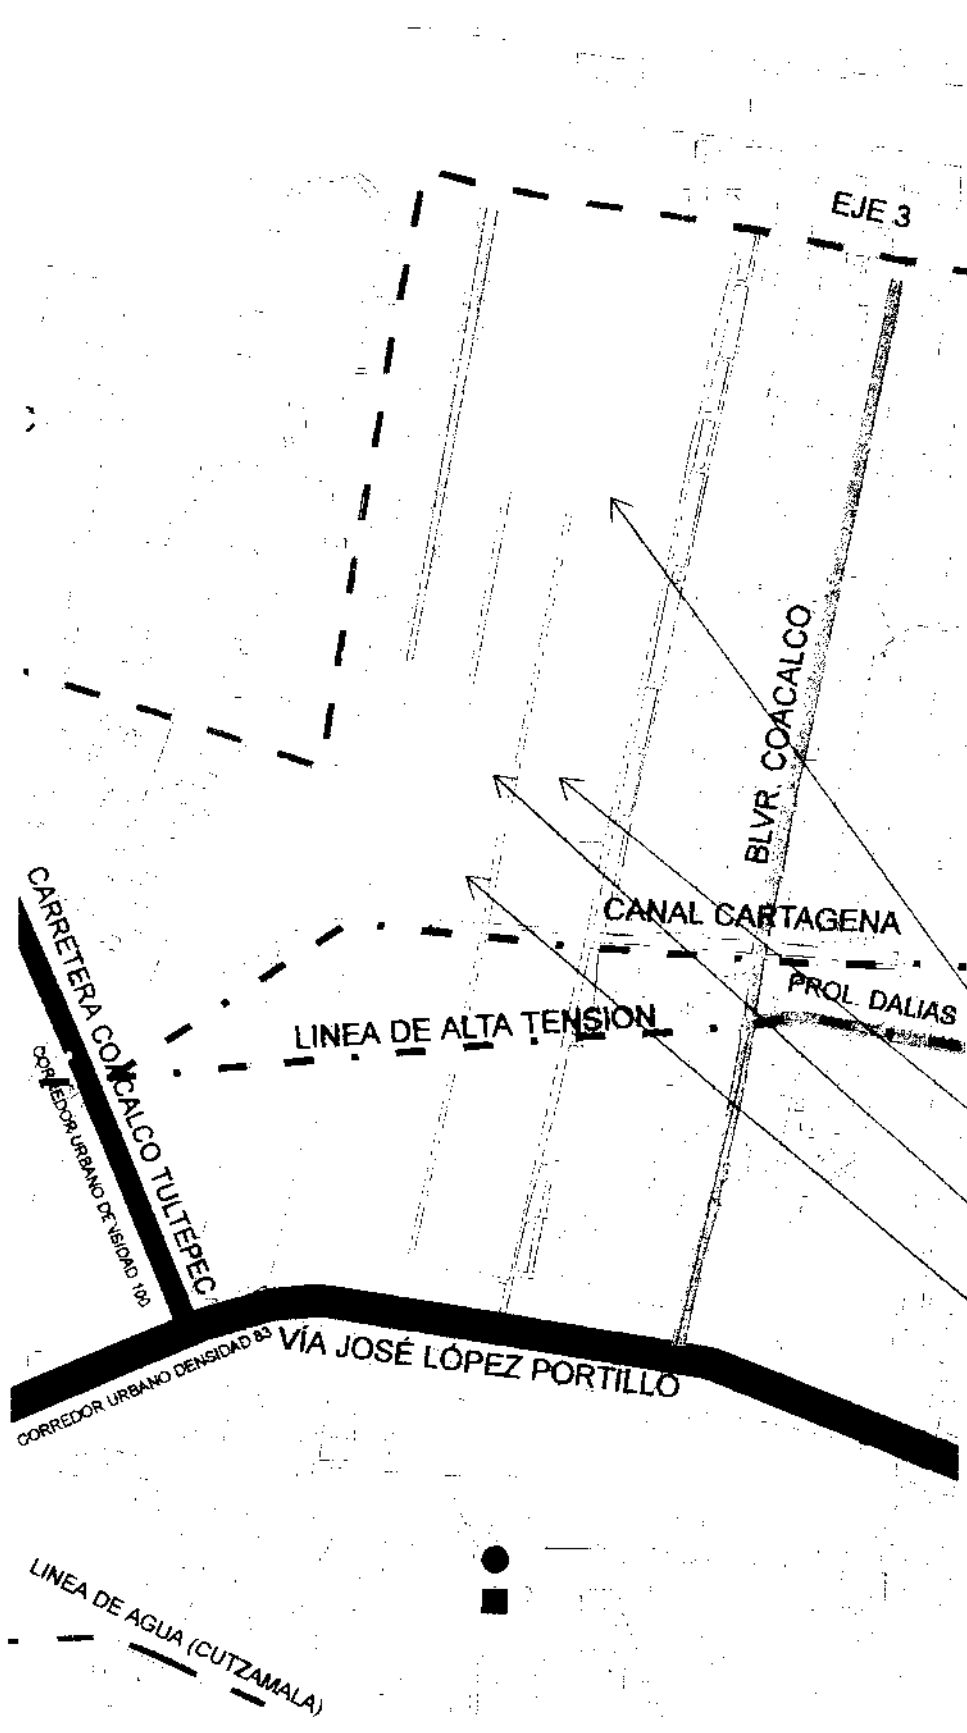 EJE 3
BLVR. COACALCO
CARRETERA COACALCO TULTEPEC
CANAL CARTAGENA
PROL. DALIAS
LINEA DE ALTA TENSION
CORREDOR URBANO DENSIDAD 100
VÍA JOSÉ LÓPEZ PORTILLO
CORREDOR URBANO DENSIDAD 83
LINEA DE AGUA (CUTZAMALA)